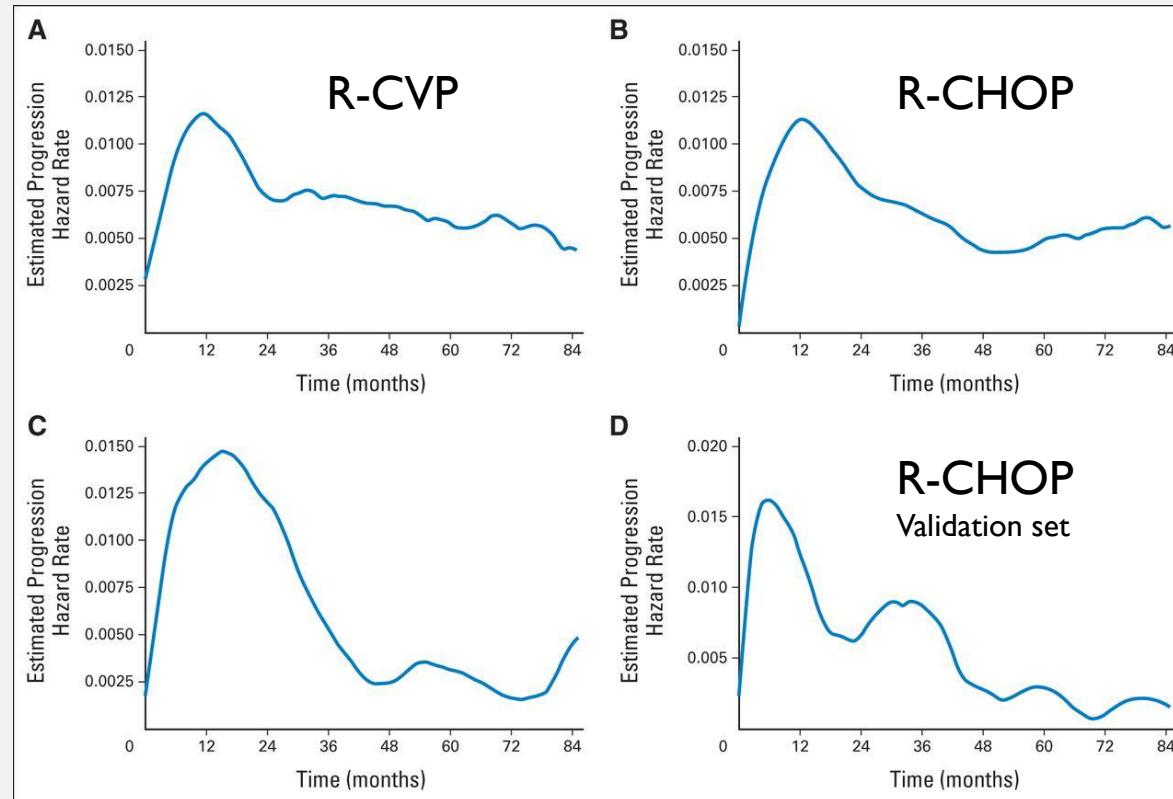 A
R-CVP
Estimated Progression
Hazard Rate
0.0150
0.0125
0.0100
0.0075
0.0050
0.0025
0
12 24 36 48 60 72 84
Time (months)
B
R-CHOP
Estimated Progression
Hazard Rate
0.0150
0.0125
0.0100
0.0075
0.0050
0.0025
0
12 24 36 48 60 72 84
Time (months)
C
Estimated Progression
Hazard Rate
0.0150
0.0125
0.0100
0.0075
0.0050
0.0025
0
12 24 36 48 60 72 84
Time (months)
D
R-CHOP
Validation set
Estimated Progression
Hazard Rate
0.020
0.015
0.010
0.005
0
12 24 36 48 60 72 84
Time (months)